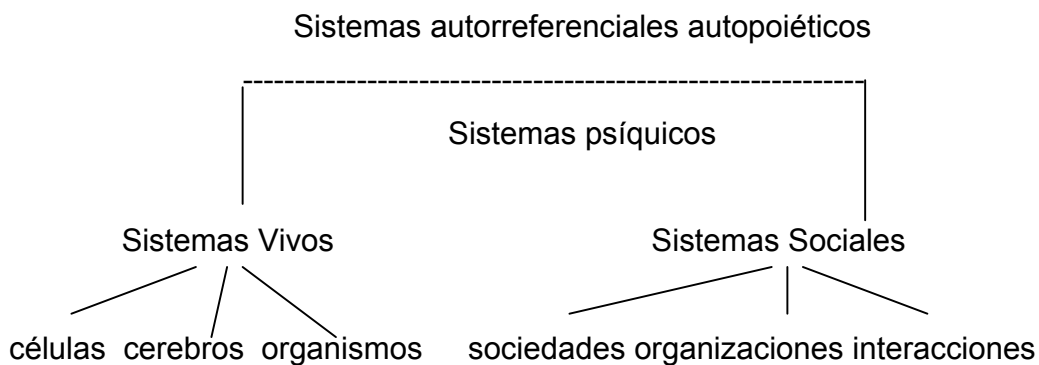 Sistemas autorreferenciales autopoiéticos
Sistemas psíquicos
Sistemas Vivos Sistemas Sociales
células cerebros organismos sociedades organizaciones interacciones